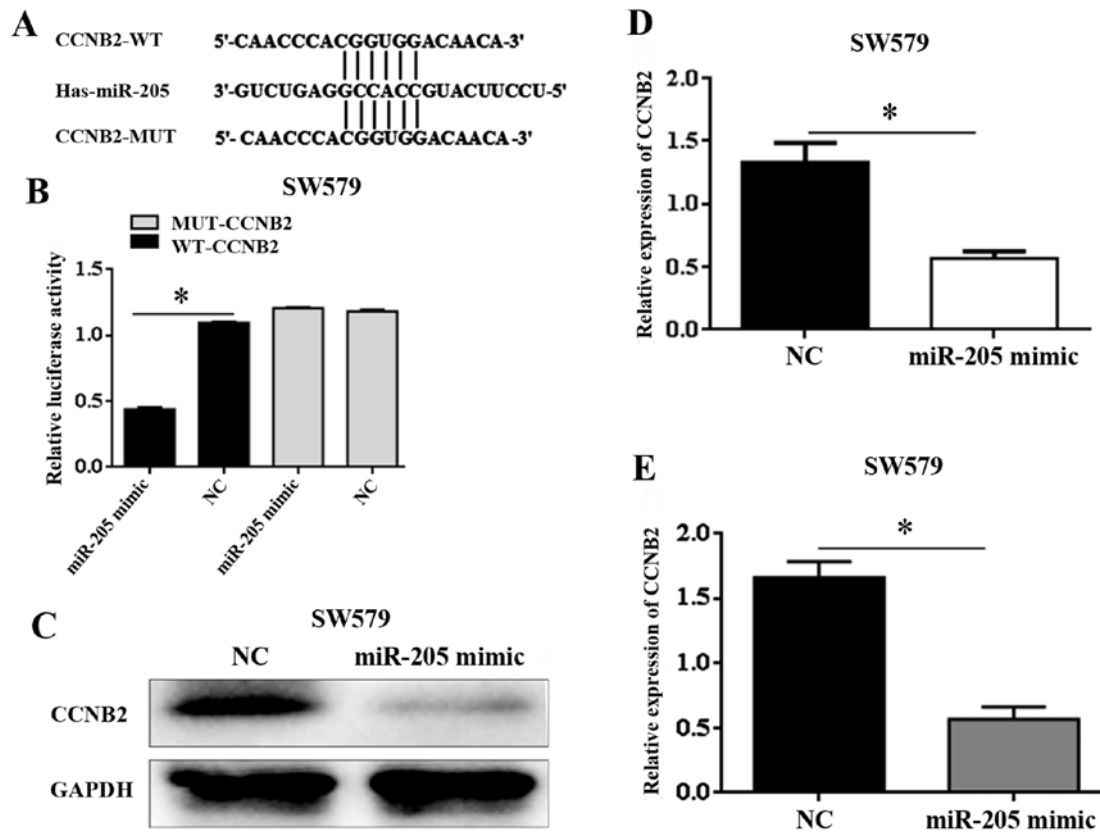 A
CCNB2-WT 5'-CAACCCACGGUGGACAACA-3'
Has-miR-205 3'-GUCUGAGGCCACCGUACUUCCU-5'
CCNB2-MUT 5'- CAACCCACGGUGGACAACA -3'
B
SW579
MUT-CCNB2
WT-CCNB2
Relative luciferase activity
1.5
1.0
0.5
0.0
miR-205 mimic
NC
miR-205 mimic
NC
C
SW579
NC miR-205 mimic
CCNB2
GAPDH
D
SW579
Relative expression of CCNB2
2.0
1.5
1.0
0.5
0.0
*
NC miR-205 mimic
E
SW579
Relative expression of CCNB2
2.0
1.5
1.0
0.5
0.0
*
NC miR-205 mimic